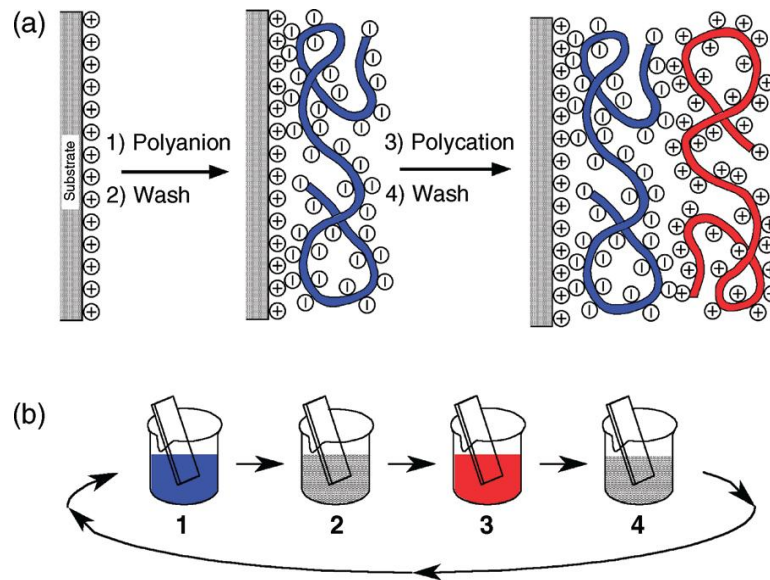 (a)
Substrate
1) Polyanion
2) Wash
3) Polycation
4) Wash
(b)
1 2 3 4